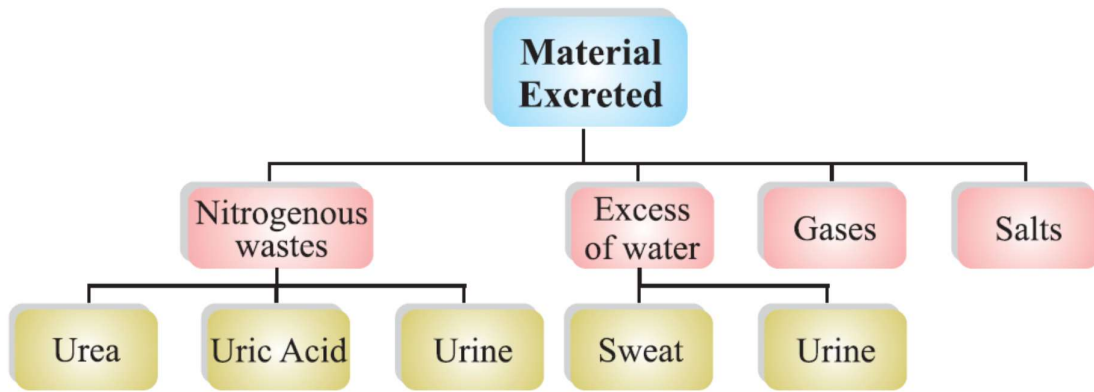 Material
Excreted
Nitrogenous
wastes
Excess
of water
Gases
Salts
Urea
Uric Acid
Urine
Sweat
Urine